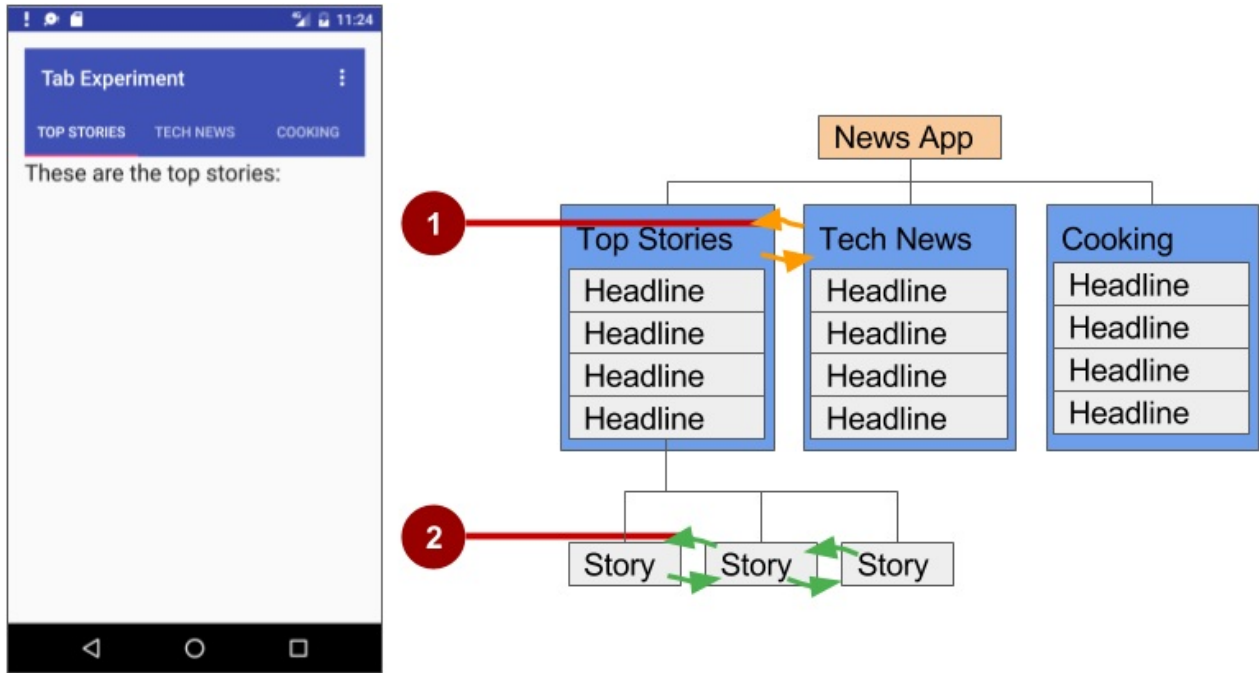 11:24
Tab Experiment
TOP STORIES TECH NEWS COOKING
These are the top stories:
News App
1
Top Stories
Headline
Headline
Headline
Headline
Tech News
Headline
Headline
Headline
Headline
Cooking
Headline
Headline
Headline
Headline
2
Story
Story
Story